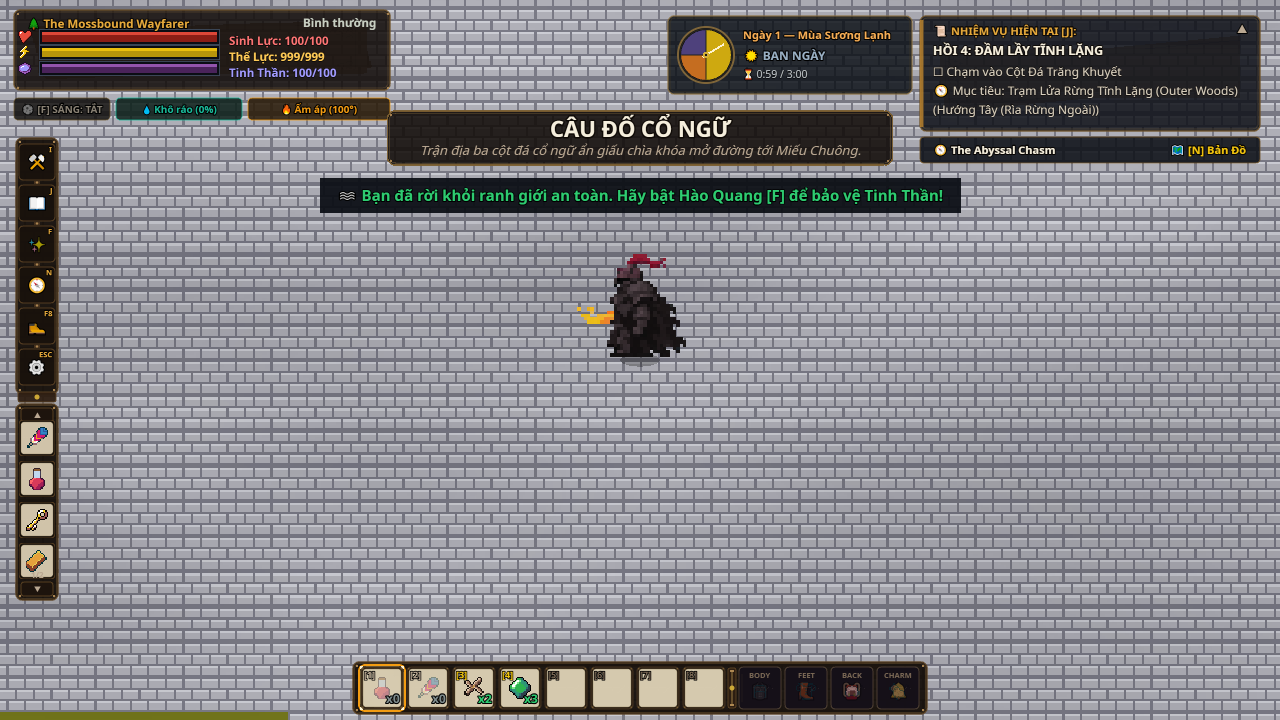 The Mossbound Wayfarer
Bình thường
Sinh Lực: 100/100
Thể Lực: 999/999
Tinh Thần: 100/100
[F] SÁNG: TẮT
Khô ráo (0%)
Ấm áp (100°)
Ngày 1 — Mùa Sương Lạnh
BAN NGÀY
0:59 / 3:00
NHIỆM VỤ HIỆN TẠI [J]:
HỒI 4: ĐẦM LẦY TĨNH LẶNG
☐ Chạm vào Cột Đá Trăng Khuyết
Mục tiêu: Trạm Lửa Rừng Tĩnh Lặng (Outer Woods)
(Hướng Tây (Rìa Rừng Ngoài))
The Abyssal Chasm
[N] Bản Đồ
CÂU ĐỐ CỔ NGỮ
Trận địa ba cột đá cổ ngữ ẩn giấu chìa khóa mở đường tới Miếu Chuông.
Bạn đã rời khỏi ranh giới an toàn. Hãy bật Hào Quang [F] để bảo vệ Tinh Thần!
I
J
F
N
F8
ESC
[1] x0
[2] x0
[3] x2
[4] x3
[5]
[6]
[7]
[8]
BODY
FEET
BACK
CHARM